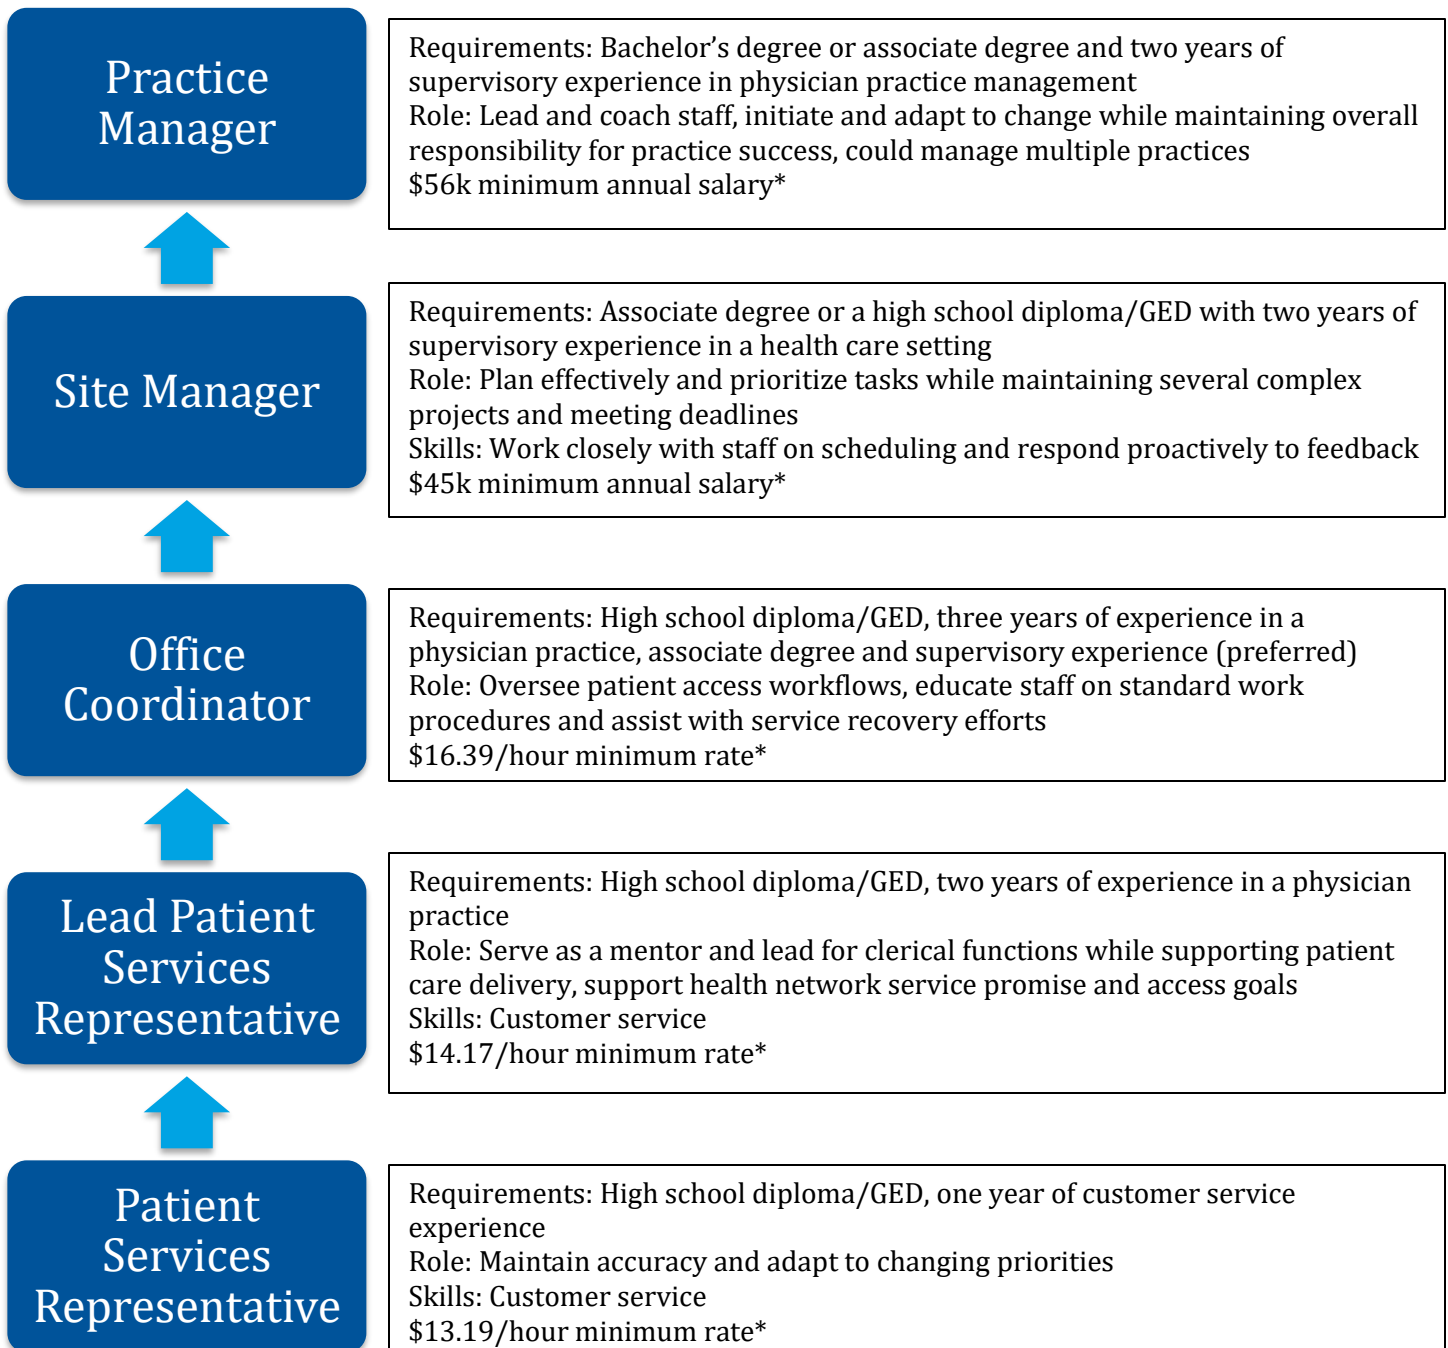 Practice
Manager
Requirements: Bachelor’s degree or associate degree and two years of
supervisory experience in physician practice management
Role: Lead and coach staff, initiate and adapt to change while maintaining overall
responsibility for practice success, could manage multiple practices
$56k minimum annual salary*
Site Manager
Requirements: Associate degree or a high school diploma/GED with two years of
supervisory experience in a health care setting
Role: Plan effectively and prioritize tasks while maintaining several complex
projects and meeting deadlines
Skills: Work closely with staff on scheduling and respond proactively to feedback
$45k minimum annual salary*
Office
Coordinator
Requirements: High school diploma/GED, three years of experience in a
physician practice, associate degree and supervisory experience (preferred)
Role: Oversee patient access workflows, educate staff on standard work
procedures and assist with service recovery efforts
$16.39/hour minimum rate*
Lead Patient
Services
Representative
Requirements: High school diploma/GED, two years of experience in a physician
practice
Role: Serve as a mentor and lead for clerical functions while supporting patient
care delivery, support health network service promise and access goals
Skills: Customer service
$14.17/hour minimum rate*
Patient
Services
Representative
Requirements: High school diploma/GED, one year of customer service
experience
Role: Maintain accuracy and adapt to changing priorities
Skills: Customer service
$13.19/hour minimum rate*